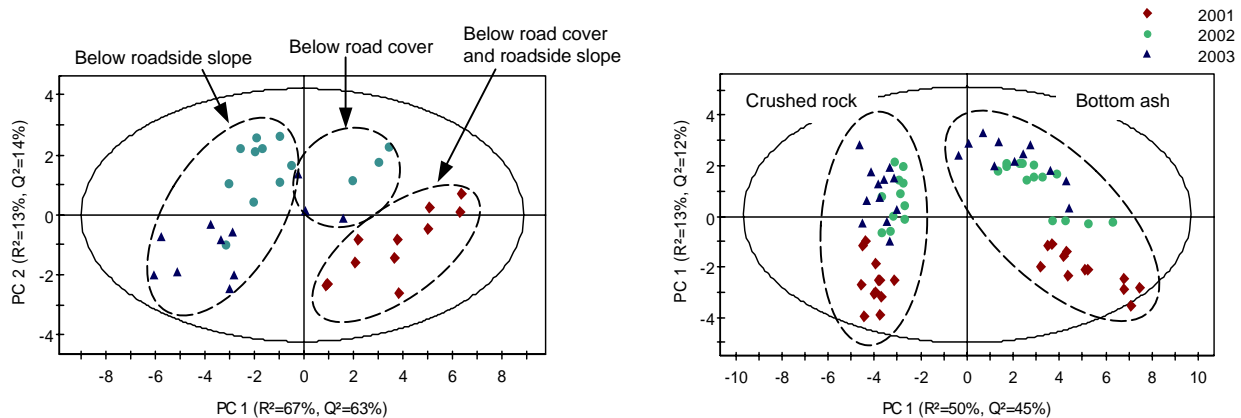 Below roadside slope
Below road cover
Below road cover
and roadside slope
4
2
0
-2
-4
PC 2 (R²=13%, Q²=14%)
-8 -6 -4 -2 0 2 4 6 8
PC 1 (R²=67%, Q²=63%)
2001
2002
2003
Crushed rock
Bottom ash
4
2
0
-2
-4
PC 1 (R²=13%, Q²=12%)
-10 -8 -6 -4 -2 0 2 4 6 8 10
PC 1 (R²=50%, Q²=45%)